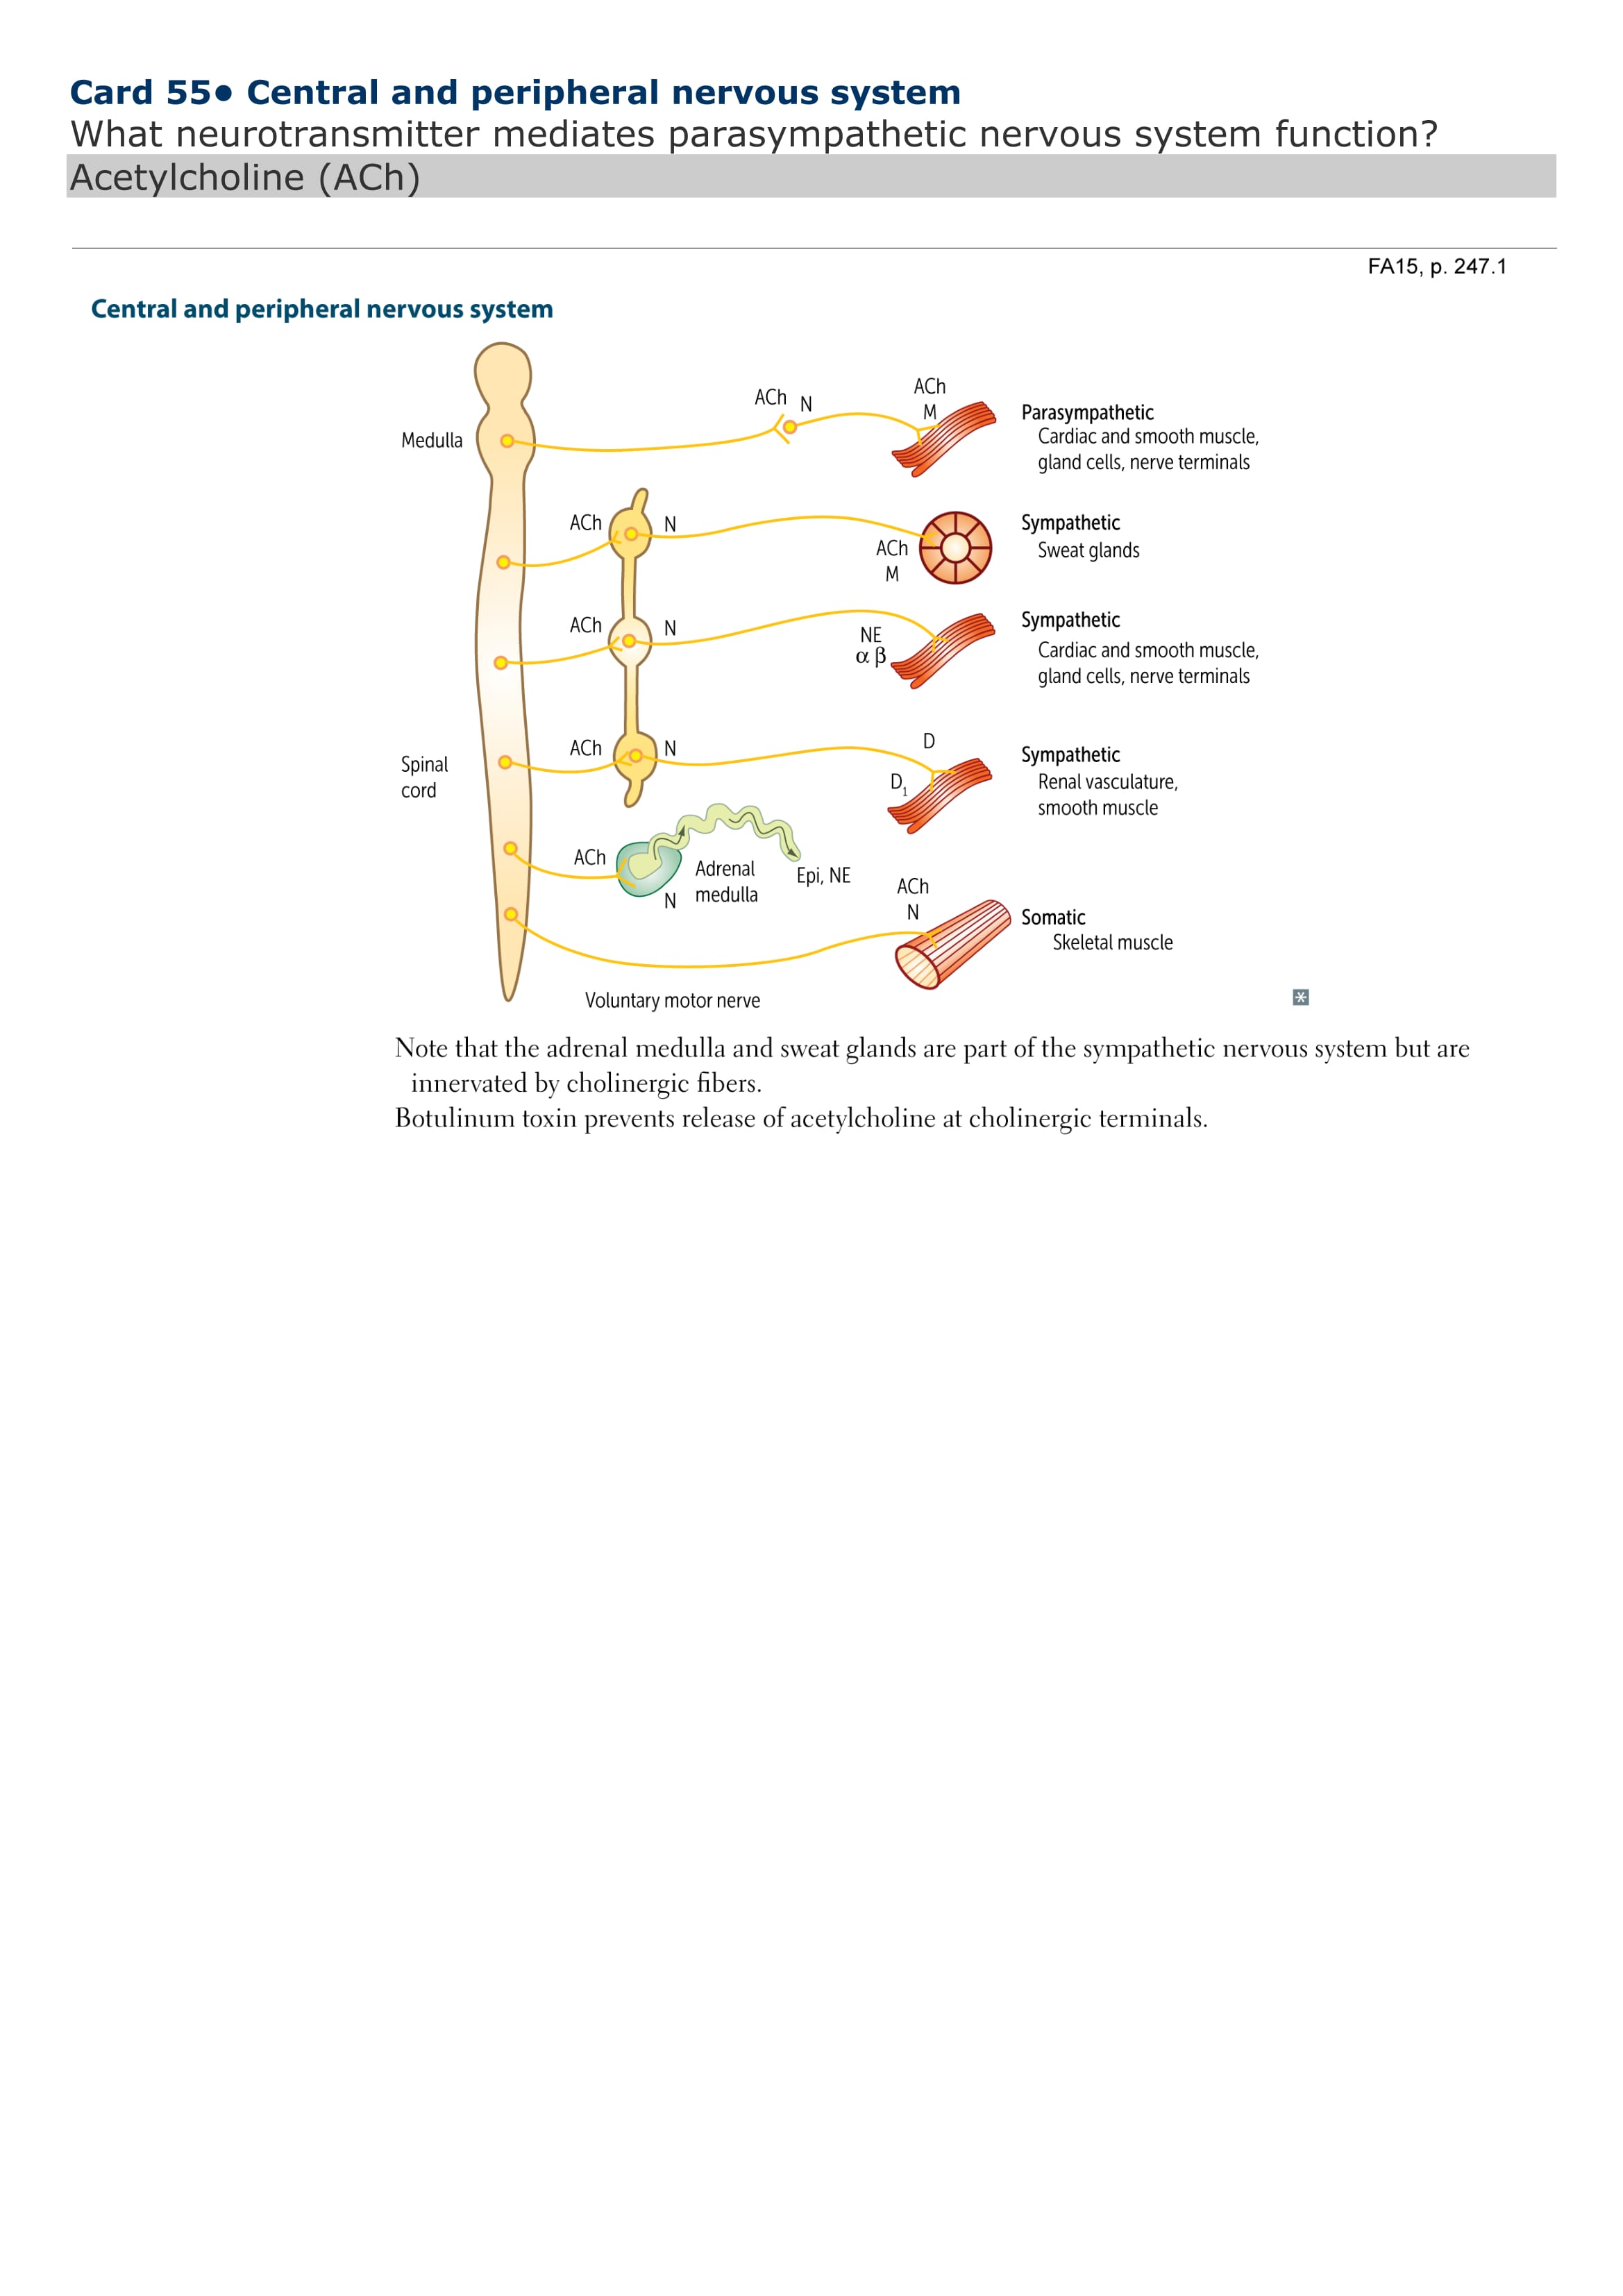 Card 55● Central and peripheral nervous system
What neurotransmitter mediates parasympathetic nervous system function?
Acetylcholine (ACh)
FA15, p. 247.1
Central and peripheral nervous system
ACh N
ACh
M
Parasympathetic
Cardiac and smooth muscle,
gland cells, nerve terminals
Medulla
ACh N
ACh
M
Sympathetic
Sweat glands
ACh N
NE
α β
Sympathetic
Cardiac and smooth muscle,
gland cells, nerve terminals
Spinal
cord
ACh N
D
D₁
Sympathetic
Renal vasculature,
smooth muscle
ACh
N
Adrenal
medulla
Epi, NE
ACh
N
Somatic
Skeletal muscle
Voluntary motor nerve
Note that the adrenal medulla and sweat glands are part of the sympathetic nervous system but are
innervated by cholinergic fibers.
Botulinum toxin prevents release of acetylcholine at cholinergic terminals.